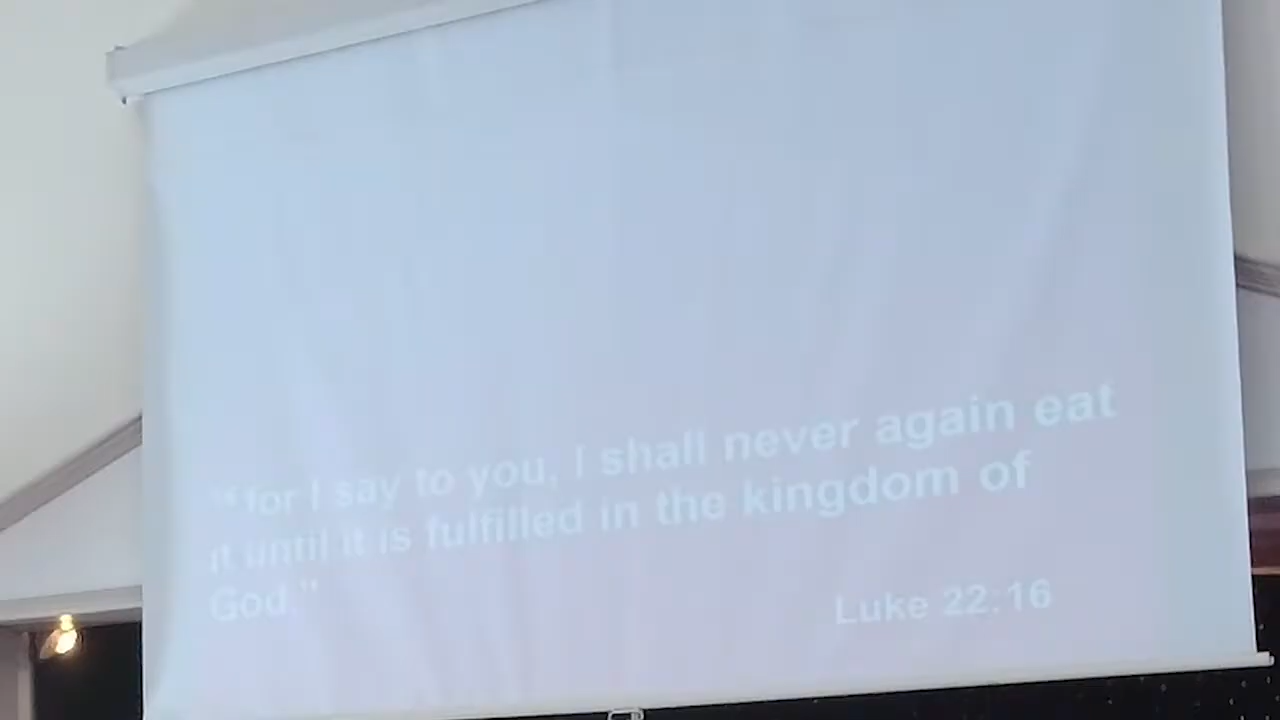 " for I say to you, I shall never again eat
it until it is fulfilled in the kingdom of
God."
Luke 22:16